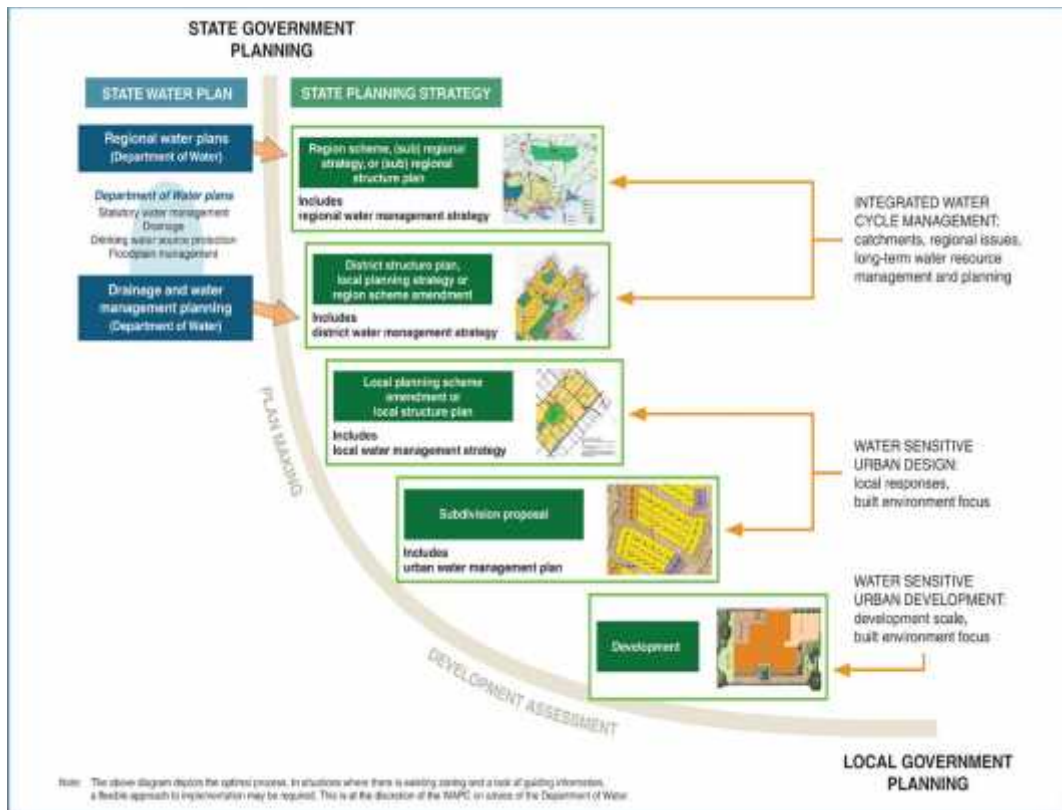 STATE GOVERNMENT
PLANNING
STATE WATER PLAN
STATE PLANNING STRATEGY
Regional water plans
(Department of Water)
Department of Water plans
Statutory water management
Drainage
Drinking water source protection
Floodplain management
Drainage and water
management planning
(Department of Water)
Region scheme, (sub) regional
strategy, or (sub) regional
structure plan
Includes
regional water management strategy
District structure plan,
local planning strategy or
region scheme amendment
Includes
district water management strategy
Local planning scheme
amendment or
local structure plan
Includes
local water management strategy
Subdivision proposal
Includes
urban water management plan
Development
INTEGRATED WATER
CYCLE MANAGEMENT:
catchments, regional issues,
long-term water resource
management and planning
WATER SENSITIVE
URBAN DESIGN:
local responses,
built environment focus
WATER SENSITIVE
URBAN DEVELOPMENT:
development scale,
built environment focus
PLAN MAKING
DEVELOPMENT ASSESSMENT
LOCAL GOVERNMENT
PLANNING
Note: The above diagram depicts the optimal process. In situations where there is existing zoning and a lack of guiding information,
a flexible approach to implementation may be required. This is at the discretion of the WAPC on advice of the Department of Water.